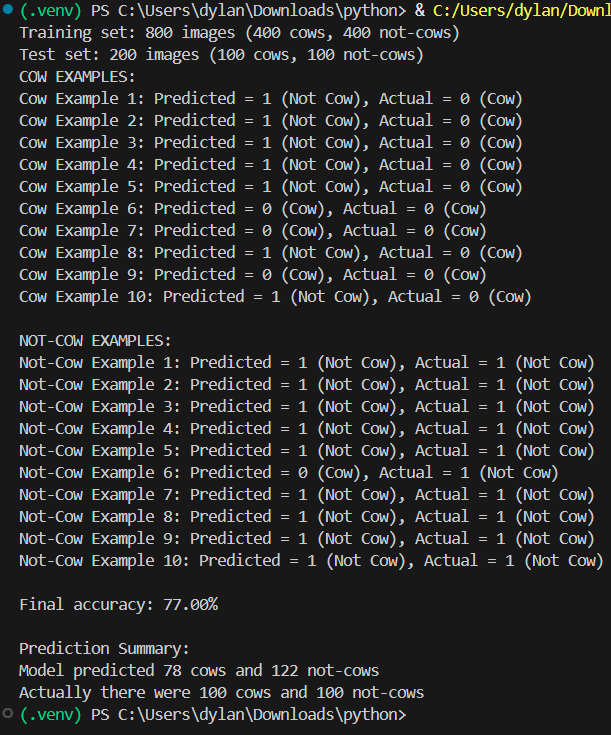 (.venv) PS C:\Users\dylan\Downloads\python> & C:/Users/dylan/Downl
Training set: 800 images (400 cows, 400 not-cows)
Test set: 200 images (100 cows, 100 not-cows)
COW EXAMPLES:
Cow Example 1: Predicted = 1 (Not Cow), Actual = 0 (Cow)
Cow Example 2: Predicted = 1 (Not Cow), Actual = 0 (Cow)
Cow Example 3: Predicted = 1 (Not Cow), Actual = 0 (Cow)
Cow Example 4: Predicted = 1 (Not Cow), Actual = 0 (Cow)
Cow Example 5: Predicted = 1 (Not Cow), Actual = 0 (Cow)
Cow Example 6: Predicted = 0 (Cow), Actual = 0 (Cow)
Cow Example 7: Predicted = 0 (Cow), Actual = 0 (Cow)
Cow Example 8: Predicted = 1 (Not Cow), Actual = 0 (Cow)
Cow Example 9: Predicted = 0 (Cow), Actual = 0 (Cow)
Cow Example 10: Predicted = 1 (Not Cow), Actual = 0 (Cow)

NOT-COW EXAMPLES:
Not-Cow Example 1: Predicted = 1 (Not Cow), Actual = 1 (Not Cow)
Not-Cow Example 2: Predicted = 1 (Not Cow), Actual = 1 (Not Cow)
Not-Cow Example 3: Predicted = 1 (Not Cow), Actual = 1 (Not Cow)
Not-Cow Example 4: Predicted = 1 (Not Cow), Actual = 1 (Not Cow)
Not-Cow Example 5: Predicted = 1 (Not Cow), Actual = 1 (Not Cow)
Not-Cow Example 6: Predicted = 0 (Cow), Actual = 1 (Not Cow)
Not-Cow Example 7: Predicted = 1 (Not Cow), Actual = 1 (Not Cow)
Not-Cow Example 8: Predicted = 1 (Not Cow), Actual = 1 (Not Cow)
Not-Cow Example 9: Predicted = 1 (Not Cow), Actual = 1 (Not Cow)
Not-Cow Example 10: Predicted = 1 (Not Cow), Actual = 1 (Not Cow)

Final accuracy: 77.00%

Prediction Summary:
Model predicted 78 cows and 122 not-cows
Actually there were 100 cows and 100 not-cows
(.venv) PS C:\Users\dylan\Downloads\python>